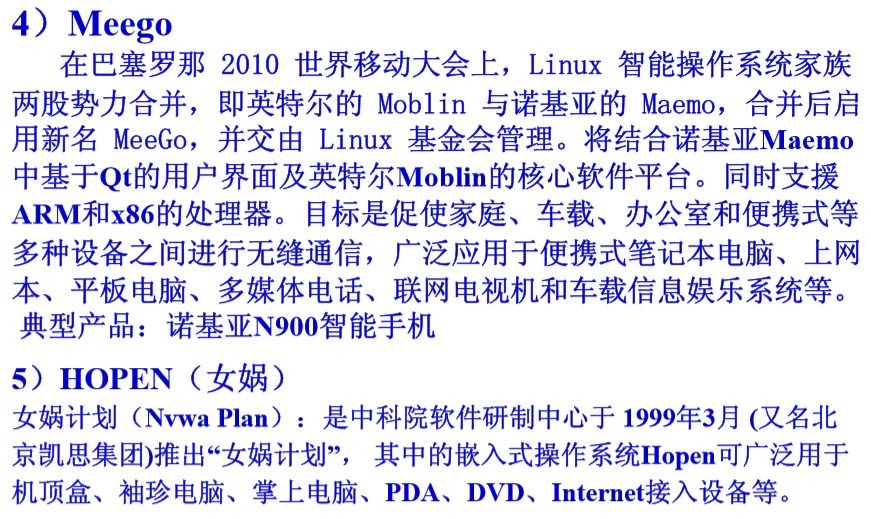 4）Meego
在巴塞罗那 2010 世界移动大会上，Linux 智能操作系统家族
两股势力合并，即英特尔的 Moblin 与诺基亚的 Maemo，合并后启
用新名 MeeGo，并交由 Linux 基金会管理。将结合诺基亚Maemo
中基于Qt的用户界面及英特尔Moblin的核心软件平台。同时支援
ARM和x86的处理器。目标是促使家庭、车载、办公室和便携式等
多种设备之间进行无缝通信，广泛应用于便携式笔记本电脑、上网
本、平板电脑、多媒体电话、联网电视机和车载信息娱乐系统等。
典型产品：诺基亚N900智能手机
5）HOPEN（女娲）
女娲计划（Nvwa Plan）：是中科院软件研制中心于 1999年3月 (又名北
京凯思集团)推出“女娲计划”， 其中的嵌入式操作系统Hopen可广泛用于
机顶盒、袖珍电脑、掌上电脑、PDA、DVD、Internet接入设备等。